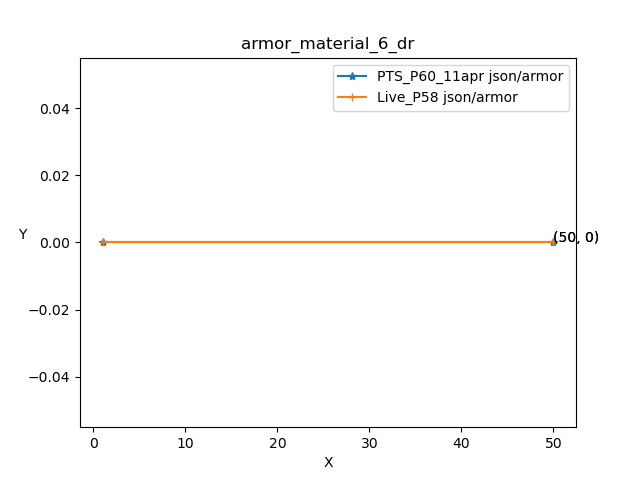 armor_material_6_dr
PTS_P60_11apr json/armor
Live_P58 json/armor
0.04
0.02
0.00
−0.02
−0.04
Y
(50, 0)
0
10
20
30
40
50
X